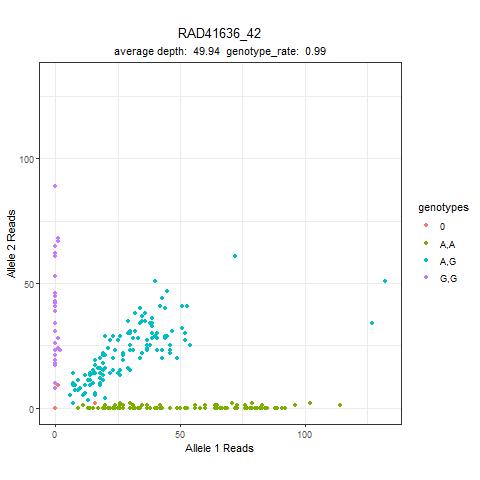 RAD41636_42
average depth: 49.94 genotype_rate: 0.99
Allele 2 Reads
100
50
0
0
50
100
Allele 1 Reads
genotypes
0
A,A
A,G
G,G